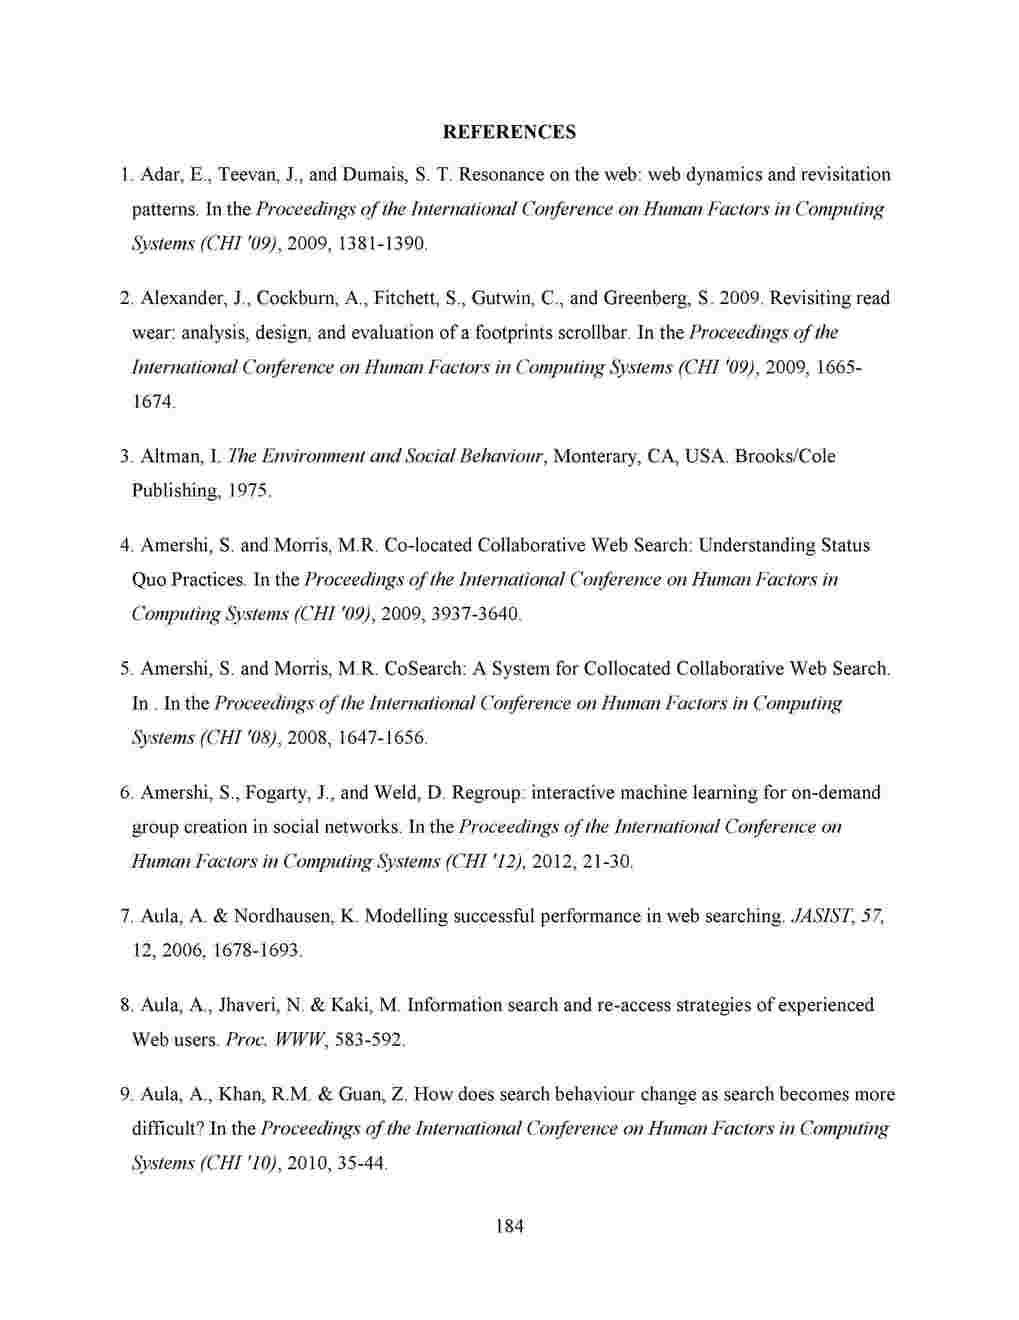 REFERENCES
1. Adar, E., Teevan, J., and Dumais, S. T. Resonance on the web: web dynamics and revisitation
patterns. In the Proceedings of the International Conference on Human Factors in Computing
Systems (CHI '09), 2009, 1381-1390.
2. Alexander, J., Cockburn, A., Fitchett, S., Gutwin, C., and Greenberg, S. 2009. Revisiting read
wear: analysis, design, and evaluation of a footprints scrollbar. In the Proceedings of the
International Conference on Human Factors in Computing Systems (CHI '09), 2009, 1665-
1674.
3. Altman, I. The Environment and Social Behaviour, Monterary, CA, USA. Brooks/Cole
Publishing, 1975.
4. Amershi, S. and Morris, M.R. Co-located Collaborative Web Search: Understanding Status
Quo Practices. In the Proceedings of the International Conference on Human Factors in
Computing Systems (CHI '09), 2009, 3937-3640.
5. Amershi, S. and Morris, M.R. CoSearch: A System for Collocated Collaborative Web Search.
In . In the Proceedings of the International Conference on Human Factors in Computing
Systems (CHI '08), 2008, 1647-1656.
6. Amershi, S., Fogarty, J., and Weld, D. Regroup: interactive machine learning for on-demand
group creation in social networks. In the Proceedings of the International Conference on
Human Factors in Computing Systems (CHI '12), 2012, 21-30.
7. Aula, A. & Nordhausen, K. Modelling successful performance in web searching. JASIST, 57,
12, 2006, 1678-1693.
8. Aula, A., Jhaveri, N. & Kaki, M. Information search and re-access strategies of experienced
Web users. Proc. WWW, 583-592.
9. Aula, A., Khan, R.M. & Guan, Z. How does search behaviour change as search becomes more
difficult? In the Proceedings of the International Conference on Human Factors in Computing
Systems (CHI '10), 2010, 35-44.
184